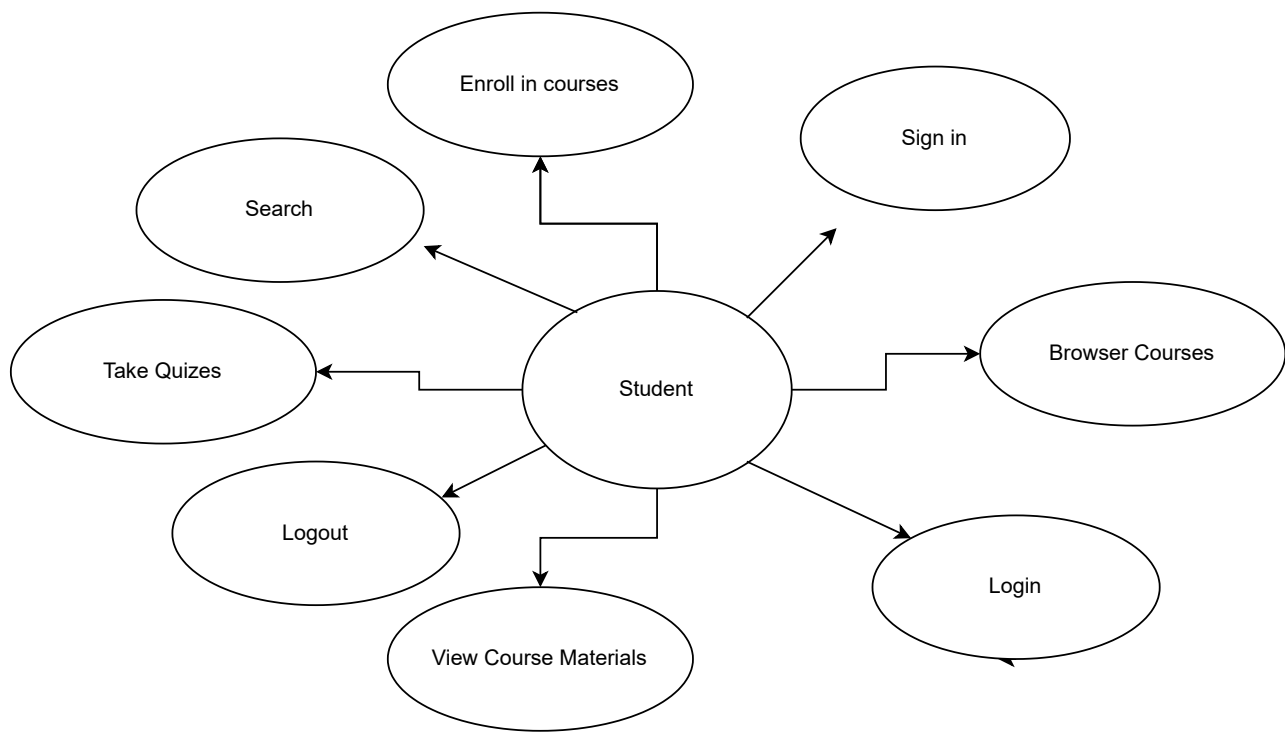 Enroll in courses
Sign in
Search
Browser Courses
Take Quizes
Student
Logout
Login
View Course Materials